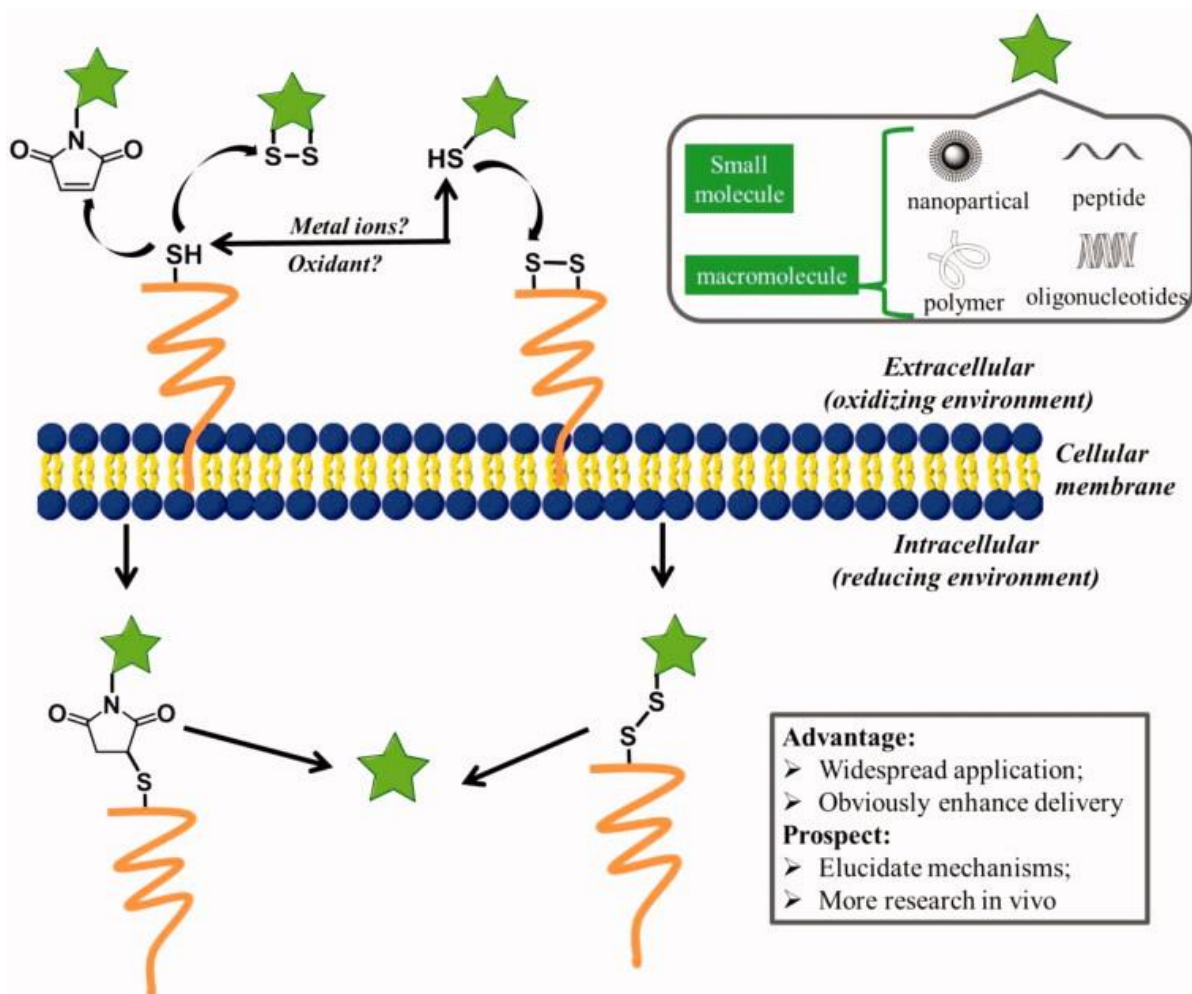 N
O
O
S-S
HS
Small
molecule
nanopartical
peptide
Metal ions?
Oxidant?
SH
S-S
macromolecule
polymer
oligonucleotides
Extracellular
(oxidizing environment)
Cellular
membrane
Intracellular
(reducing environment)
N
O
O
S
S
S
Advantage:
➢ Widespread application;
➢ Obviously enhance delivery
Prospect:
➢ Elucidate mechanisms;
➢ More research in vivo